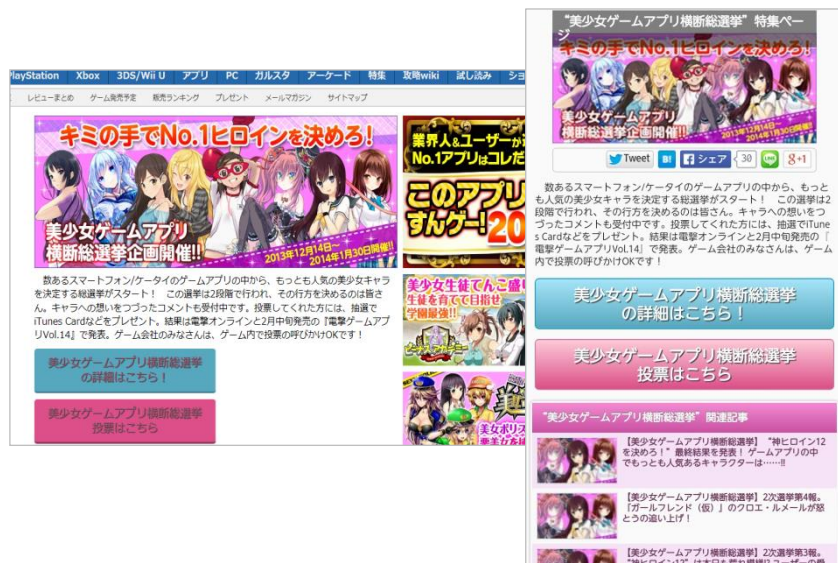 PlayStation Xbox 3DS/Wii U アプリ PC ガルスタ アーケード 特集 攻略wiki 試し読み ショ
レビューまとめ ゲーム発売予定 販売ランキング プレゼント メールマガジン サイトマップ
キミの手でNo.1ヒロインを決めろ!
美少女ゲームアプリ
横断総選挙企画開催!!
2013年12月14日~
2014年1月30日開催!!
数あるスマートフォン/ケータイのゲームアプリの中から、もっとも人気の美少女キャラ
を決定する総選挙がスタート! この選挙は2段階で行われ、その行方を決めるのは皆さ
ん。キャラへの想いをつづったコメントも受付中です。投票してくれた方には、抽選で
iTunes Cardなどをプレゼント。結果は電撃オンラインと2月中旬発売の『電撃ゲームアプ
リVol.14』で発表。ゲーム会社のみなさんは、ゲーム内で投票の呼びかけOKです!
美少女ゲームアプリ横断総選挙
の詳細はこちら!
美少女ゲームアプリ横断総選挙
投票はこちら
業界人&ユーザーが
No.1アプリはコレだ
このアプリ
すんゲー!20
美少女生徒てんこ盛り
生徒を育てて目指せ
学園最強!!
美女ポリス
悪美女を
"美少女ゲームアプリ横断総選挙" 特集ペー
ジ
キミの手でNo.1ヒロインを決めろ!
美少女ゲームアプリ
横断総選挙企画開催!!
2013年12月14日~
2014年1月30日開催!!
Tweet B! シェア 30 LINE g+1
数あるスマートフォン/ケータイのゲームアプリの中から、もっと
も人気の美少女キャラを決定する総選挙がスタート! この選挙は2
段階で行われ、その行方を決めるのは皆さん。キャラへの想いをつ
づったコメントも受付中です。投票してくれた方には、抽選でiTune
s Cardなどをプレゼント。結果は電撃オンラインと2月中旬発売の『
電撃ゲームアプリVol.14』で発表。ゲーム会社のみなさんは、ゲーム
内で投票の呼びかけOKです!
美少女ゲームアプリ横断総選挙
の詳細はこちら!
美少女ゲームアプリ横断総選挙
投票はこちら
"美少女ゲームアプリ横断総選挙" 関連記事
【美少女ゲームアプリ横断総選挙】 "神ヒロイン12
を決めろ!" 最終結果を発表! ゲームアプリの中
でもっとも人気あるキャラクターは……!!
【美少女ゲームアプリ横断総選挙】2次選挙第4報。
『ガールフレンド(仮)』のクロエ・ルメールが怒
とうの追い上げ!
【美少女ゲームアプリ横断総選挙】2次選挙第3報。